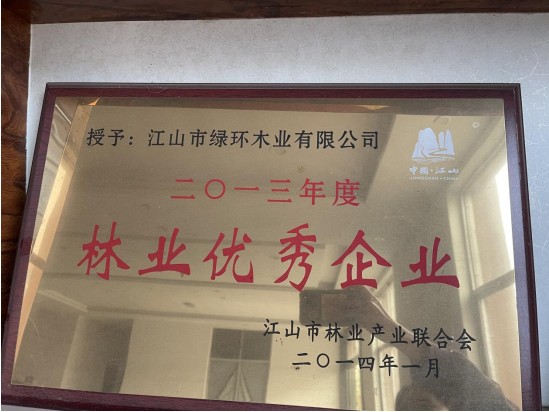 授予：江山市绿环木业有限公司
中国·江山
JIANGSHAN·CHINA
二〇一三年度
林业优秀企业
江山市林业产业联合会
二〇一四年一月